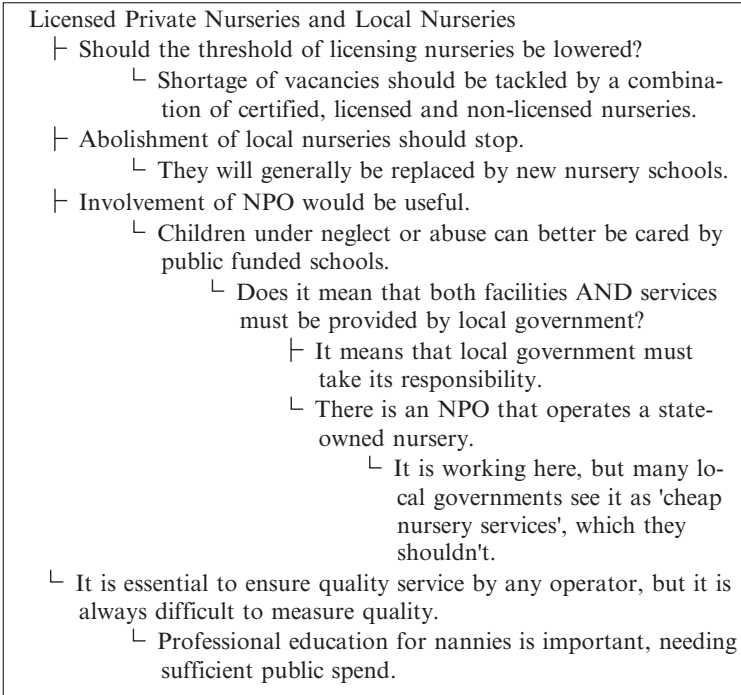 Licensed Private Nurseries and Local Nurseries
├ Should the threshold of licensing nurseries be lowered?
└ Shortage of vacancies should be tackled by a combina-
tion of certified, licensed and non-licensed nurseries.
├ Abolishment of local nurseries should stop.
└ They will generally be replaced by new nursery schools.
├ Involvement of NPO would be useful.
└ Children under neglect or abuse can better be cared by
public funded schools.
└ Does it mean that both facilities AND services
must be provided by local government?
├ It means that local government must
take its responsibility.
└ There is an NPO that operates a state-
owned nursery.
└ It is working here, but many lo-
cal governments see it as 'cheap
nursery services', which they
shouldn't.
└ It is essential to ensure quality service by any operator, but it is
always difficult to measure quality.
└ Professional education for nannies is important, needing
sufficient public spend.